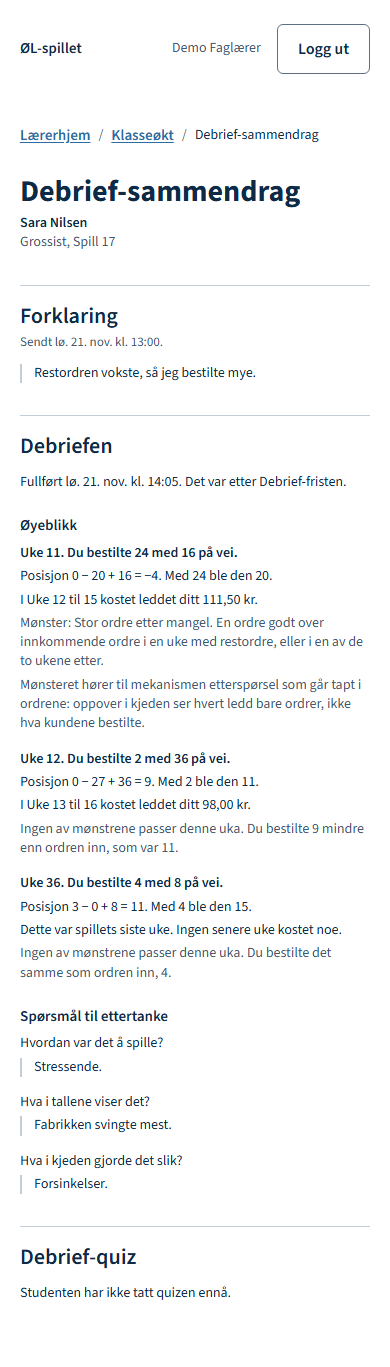 ØL-spillet
Demo Faglærer
Logg ut
Lærerhjem / Klasseøkt / Debrief-sammendrag
Debrief-sammendrag
Sara Nilsen
Grossist, Spill 17
Forklaring
Sendt lø. 21. nov. kl. 13:00.
Restordren vokste, så jeg bestilte mye.
Debriefen
Fullført lø. 21. nov. kl. 14:05. Det var etter Debrief-fristen.
Øyeblikk
Uke 11. Du bestilte 24 med 16 på vei.
Posisjon 0 − 20 + 16 = −4. Med 24 ble den 20.
I Uke 12 til 15 kostet leddet ditt 111,50 kr.
Mønster: Stor ordre etter mangel. En ordre godt over
innkommende ordre i en uke med restordre, eller i en av de
to ukene etter.
Mønsteret hører til mekanismen etterspørsel som går tapt i
ordrene: oppover i kjeden ser hvert ledd bare ordrer, ikke
hva kundene bestilte.
Uke 12. Du bestilte 2 med 36 på vei.
Posisjon 0 − 27 + 36 = 9. Med 2 ble den 11.
I Uke 13 til 16 kostet leddet ditt 98,00 kr.
Ingen av mønstrene passer denne uka. Du bestilte 9 mindre
enn ordren inn, som var 11.
Uke 36. Du bestilte 4 med 8 på vei.
Posisjon 3 − 0 + 8 = 11. Med 4 ble den 15.
Dette var spillets siste uke. Ingen senere uke kostet noe.
Ingen av mønstrene passer denne uka. Du bestilte det
samme som ordren inn, 4.
Spørsmål til ettertanke
Hvordan var det å spille?
Stressende.
Hva i tallene viser det?
Fabrikken svingte mest.
Hva i kjeden gjorde det slik?
Forsinkelser.
Debrief-quiz
Studenten har ikke tatt quizen ennå.